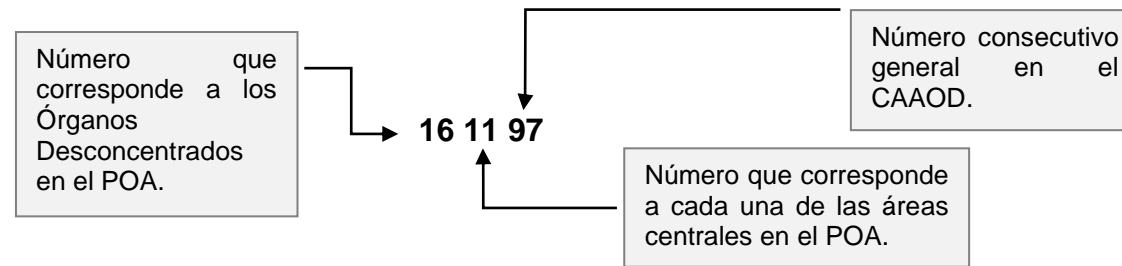 Número que
corresponde a los
Órganos
Desconcentrados
en el POA.
16 11 97
Número consecutivo
general en el
CAAOD.
Número que corresponde
a cada una de las áreas
centrales en el POA.